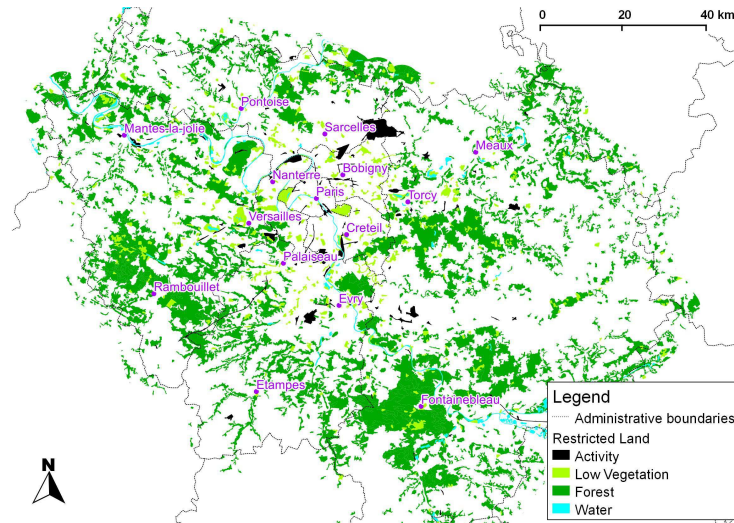 0 20 40 km
Pontoise
Mantes-la-jolie
Sarcelles
Meaux
Bobigny
Nanterre
Paris
Torcy
Versailles
Creteil
Palaiseau
Rambouillet
Evry
Etampes
Fontainebleau
Legend
Administrative boundaries
Restricted Land
Activity
Low Vegetation
Forest
Water
N